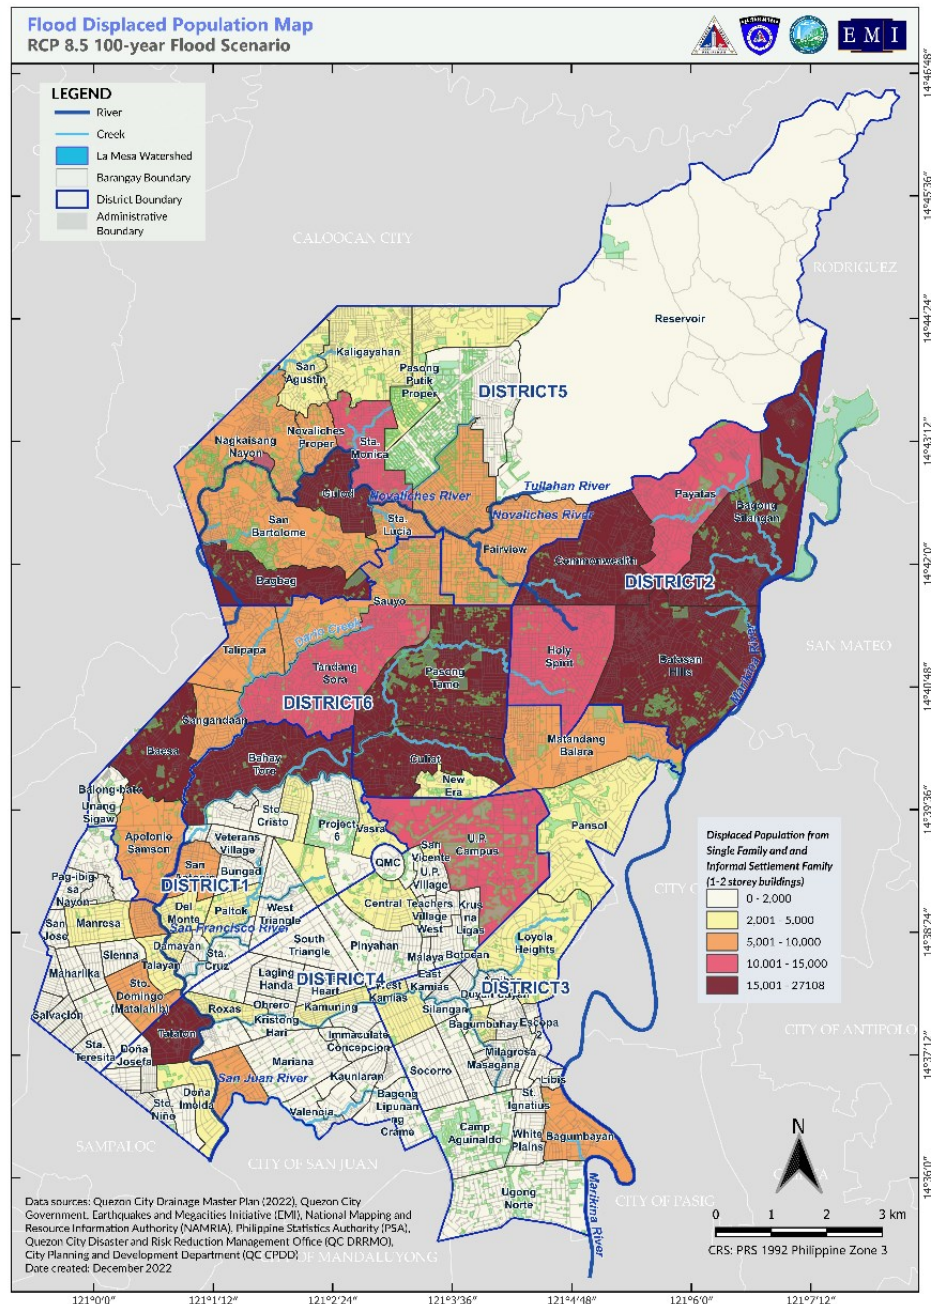 Flood Displaced Population Map
RCP 8.5 100-year Flood Scenario
EMI
LEGEND
River
Creek
La Mesa Watershed
Barangay Boundary
District Boundary
Administrative
Boundary
CALOOCAN CITY
RODRIGUEZ
Reservoir
Kaligayahan
San
Agustin
Pasong
Putik
Proper
DISTRICT5
Nagkaisang
Nayon
Novaliches
Proper
Sta.
Monica
Gulod
Novaliches River
Tullahan River
Payatas
Bagong
Silangan
San
Bartolome
Sta.
Lucia
Novaliches River
Fairview
Commonwealth
DISTRICT2
Bagbag
Sauyo
Talipapa
Dario Creek
Tandang
Sora
Pasong
Tamo
Holy
Spirit
Batasan
Hills
Marikina River
SAN MATEO
DISTRICT6
Sangandaan
Baesa
Bahay
Toro
Culiat
Matandang
Balara
New
Era
Balong-bato
Unang
Sigaw
Sto
Cristo
Project
6
Vasra
Veterans
Village
Apolonio
Samson
San
Bungad
QMC
San
Vicente
U.P.
Campus
Pansol
Pag-ibig
sa
Nayon
DISTRICT1
U.P.
Village
Del
Monte
Paltok
West
Triangle
Central
Teachers
Village
West
Krus
na
Ligas
San
Jose
Manresa
San Francisco River
Damayan
Sienna
Talayan
Sta.
Cruz
South
Triangle
Pinyahan
Malaya
Botocan
Loyola
Heights
Maharlika
Laging
Handa
DISTRICT4
East
Kamias
West
Kamias
DISTRICT3
Sto.
Domingo
(Matalahib)
Roxas
Obrero
Heart
Kamuning
Silangan
Salvacion
Tatalon
Kristong
Hari
Bagumbuhay
Escopa
2
Immaculate
Concepcion
Sta.
Teresita
Doña
Josefa
Mariana
Socorro
Milagrosa
Masagana
Kaunlaran
San Juan River
Libis
Doña
Imelda
Sto.
Niño
Valencia
Bagong
Lipunan
ng
Crame
St.
Ignatius
Camp
Aguinaldo
White
Plains
Bagumbayan
SAMPALOC
CITY OF SAN JUAN
Ugong
Norte
Marikina River
CITY OF PASIG
CITY OF ANTIPOLO
Displaced Population from
Single Family and and
Informal Settlement Family
(1-2 storey buildings)
0 - 2,000
2.001 - 5,000
5,001 - 10,000
10.001 - 15,000
15,001 - 27108
N
0 1 2 3 km
CRS: PRS 1992 Philippine Zone 3
Data sources: Quezon City Drainage Master Plan (2022), Quezon City
Government, Earthquakes and Megacities Initiative (EMI), National Mapping and
Resource Information Authority (NAMRIA), Philippine Statistics Authority (PSA),
Quezon City Disaster and Risk Reduction Management Office (QC DRRMO),
City Planning and Development Department (QC CPDD)
Date created: December 2022
OF MANDALUYONG
14°46'48"
14°45'36"
14°44'24"
14°43'12"
14°42'0"
14°40'48"
14°39'36"
14°38'24"
14°37'12"
14°36'0"
121°0'0" 121°1'12" 121°2'24" 121°3'36" 121°4'48" 121°6'0" 121°7'12"